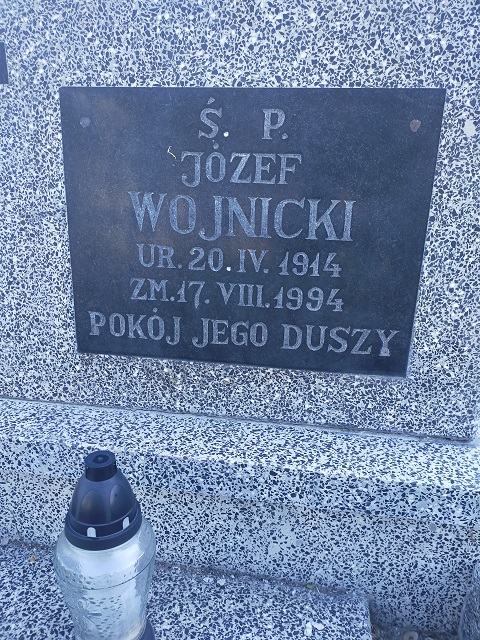 Ś. P.
JÓZEF
WOJNICKI
UR. 20. IV. 1914
ZM. 17. VIII. 1994
POKÓJ JEGO DUSZY